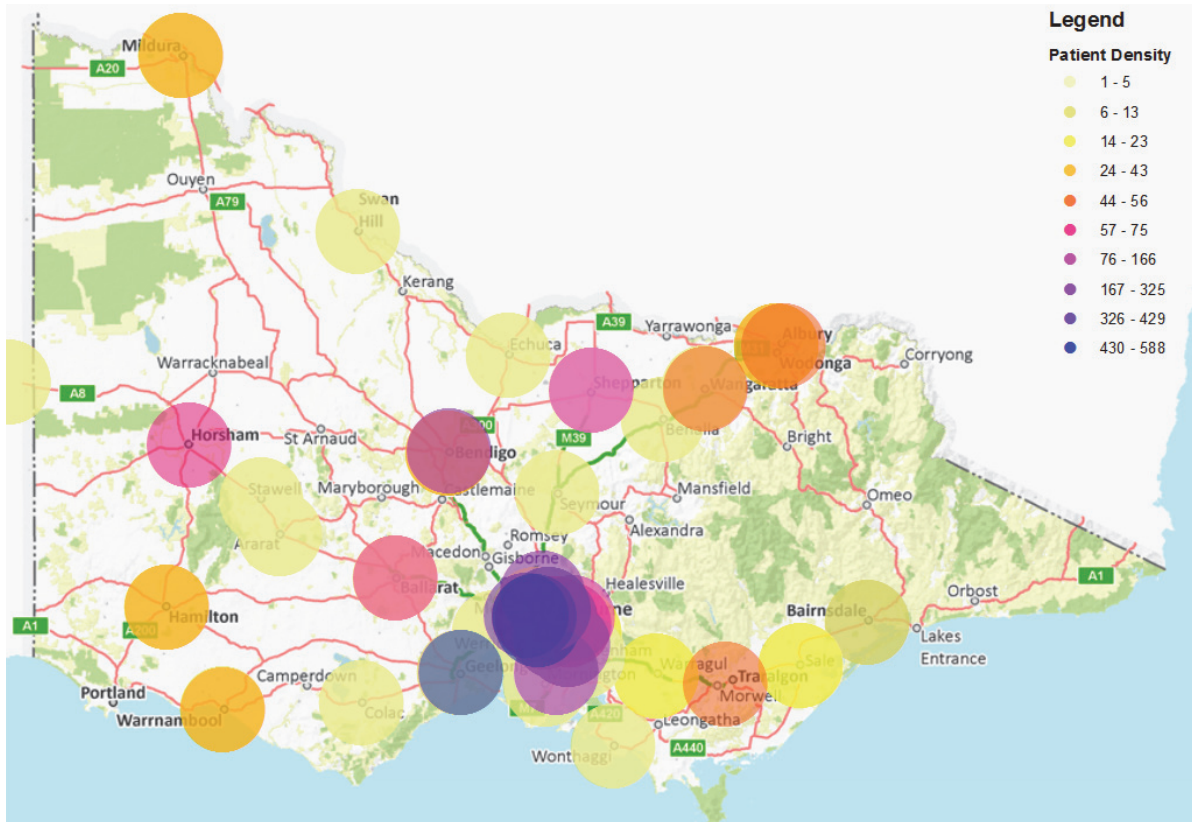 Legend
Patient Density
1 - 5
6 - 13
14 - 23
24 - 43
44 - 56
57 - 75
76 - 166
167 - 325
326 - 429
430 - 588
Mildura
A20
Ouyen
A79
Swan
Hill
Kerang
A39
Yarrawonga
Albury
Wodonga
Corryong
Echuca
Warracknabeal
A8
Shepparton
Wangaretta
Horsham
St Arnaud
Bendigo
M39
Benalla
Bright
Stawell
Maryborough
Castlemaine
Seymour
Mansfield
Omeo
Ararat
Alexandra
Romsey
Macedon
Gisborne
Ballarat
Healesville
Orbost
A1
Hamilton
Bairnsdale
A1
Lakes
Entrance
Geelong
Warragul
Sale
Camperdown
Traralgon
Portland
Morwell
Warrnambool
Colac
A420
Leongatha
Wonthaggi
A440